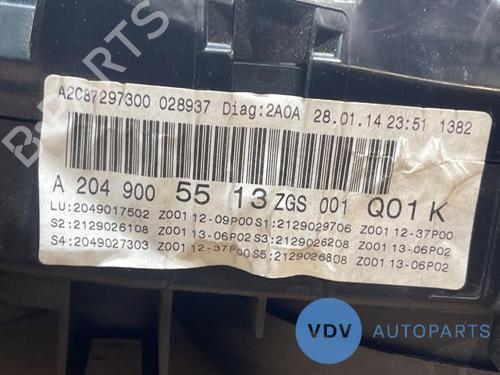 B-PARTS
A2C87297300 028937 Diag:2A0A 28.01.14 23:51 1382
A 204 900 55 13 ZGS 001 Q01 K
LU:2049017502 Z001 12-09P00 S1:2129029706 Z001 12-37P00
S2:2129026108 Z001 13-06P02 S3:2129026208 Z001 13-06P02
S4:2049027303 Z001 12-37P00 S5:2129026808 Z001 13-06P02
VDV AUTOPARTS